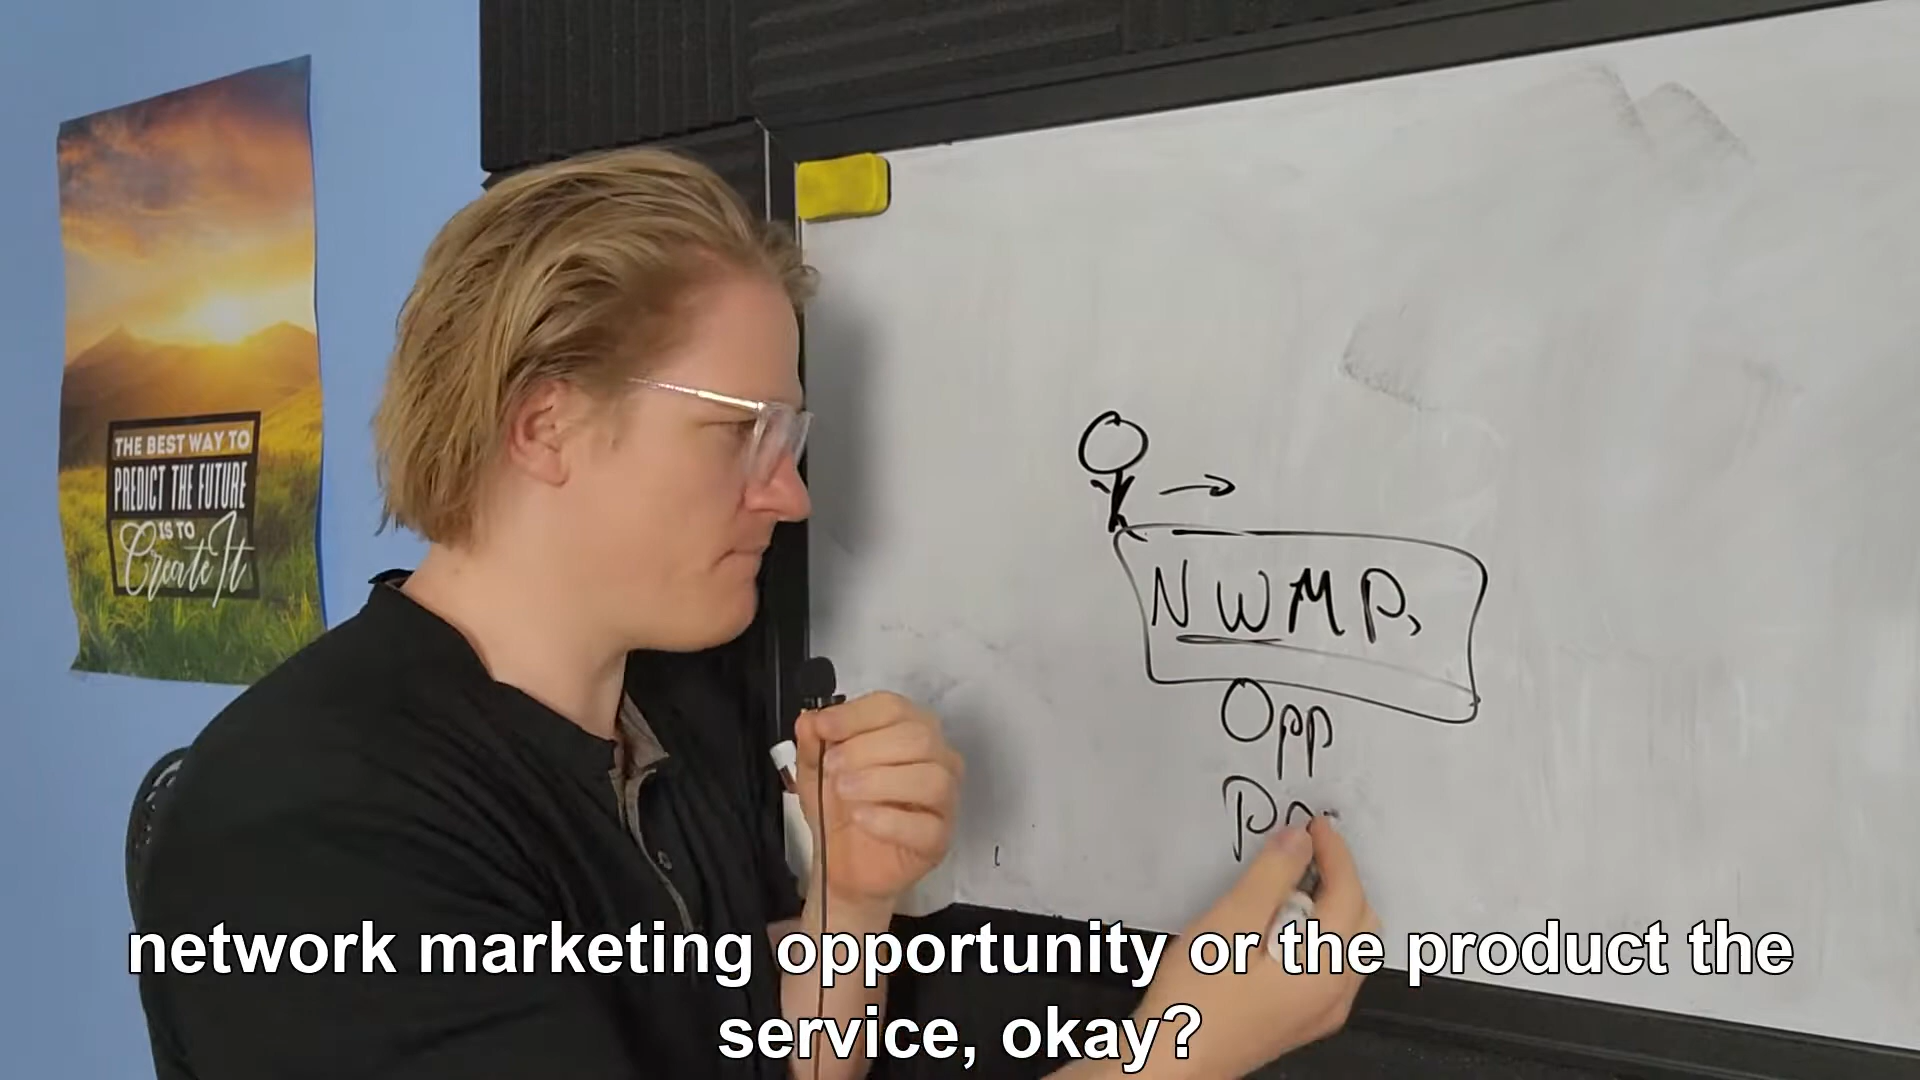 THE BEST WAY TO
PREDICT THE FUTURE
IS TO
Create It
NWMP,
Opp
network marketing opportunity or the product the
service, okay?